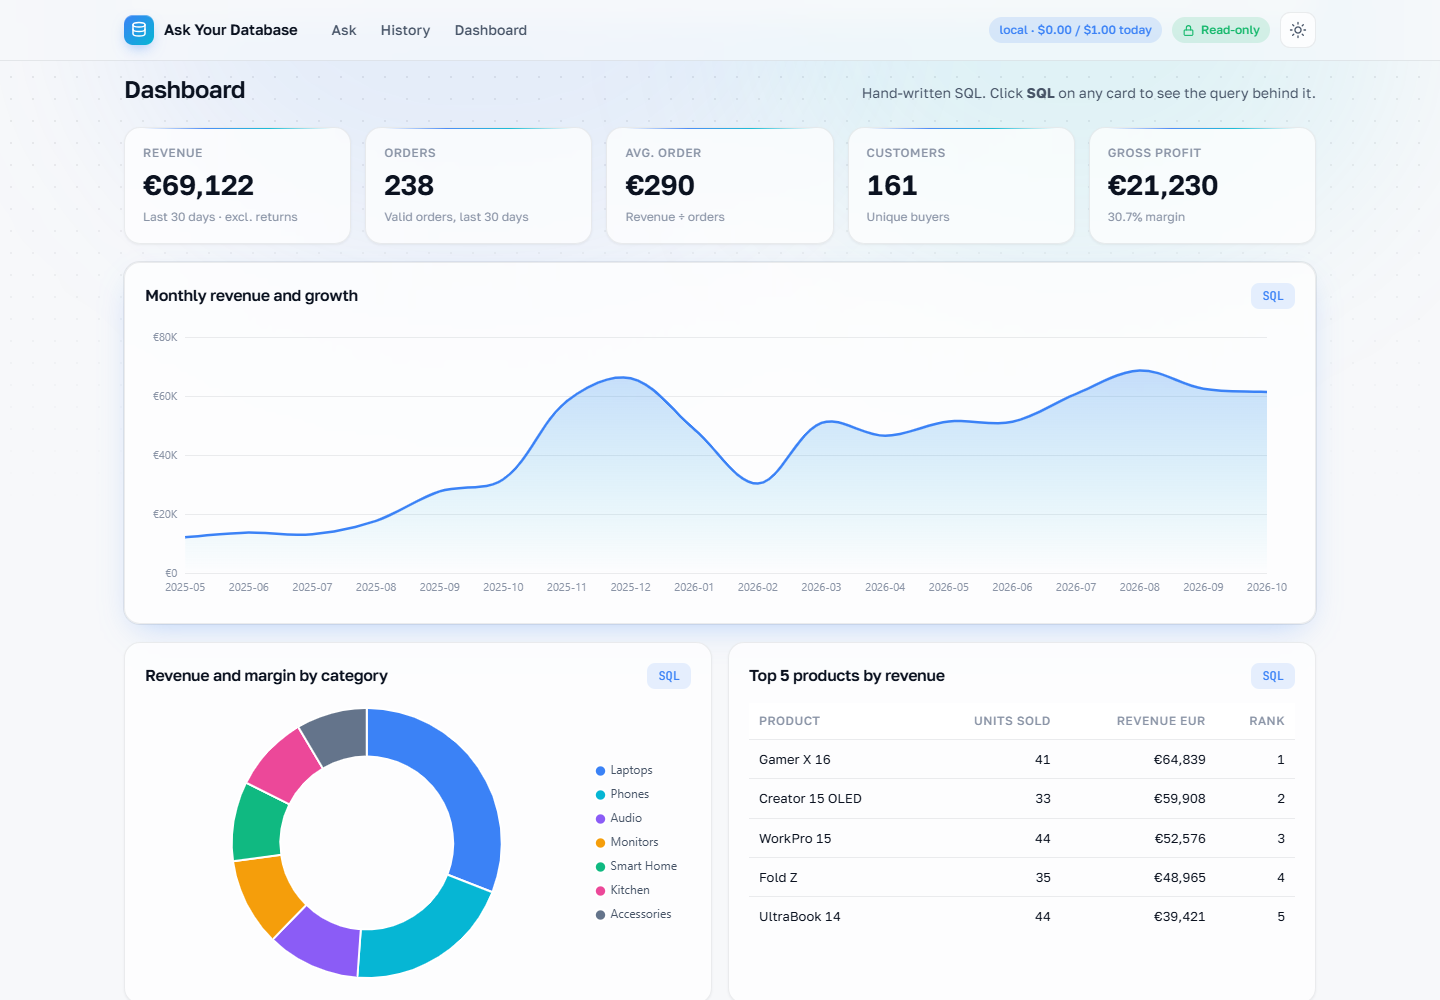 Ask Your Database Ask History Dashboard local · $0.00 / $1.00 today Read-only
Dashboard
Hand-written SQL. Click SQL on any card to see the query behind it.
REVENUE
€69,122
Last 30 days · excl. returns
ORDERS
238
Valid orders, last 30 days
AVG. ORDER
€290
Revenue ÷ orders
CUSTOMERS
161
Unique buyers
GROSS PROFIT
€21,230
30.7% margin
Monthly revenue and growth SQL
€80K
€60K
€40K
€20K
€0
2025-05 2025-06 2025-07 2025-08 2025-09 2025-10 2025-11 2025-12 2026-01 2026-02 2026-03 2026-04 2026-05 2026-06 2026-07 2026-08 2026-09 2026-10
Revenue and margin by category SQL
Laptops
Phones
Audio
Monitors
Smart Home
Kitchen
Accessories
Top 5 products by revenue SQL
PRODUCT UNITS SOLD REVENUE EUR RANK
Gamer X 16 41 €64,839 1
Creator 15 OLED 33 €59,908 2
WorkPro 15 44 €52,576 3
Fold Z 35 €48,965 4
UltraBook 14 44 €39,421 5